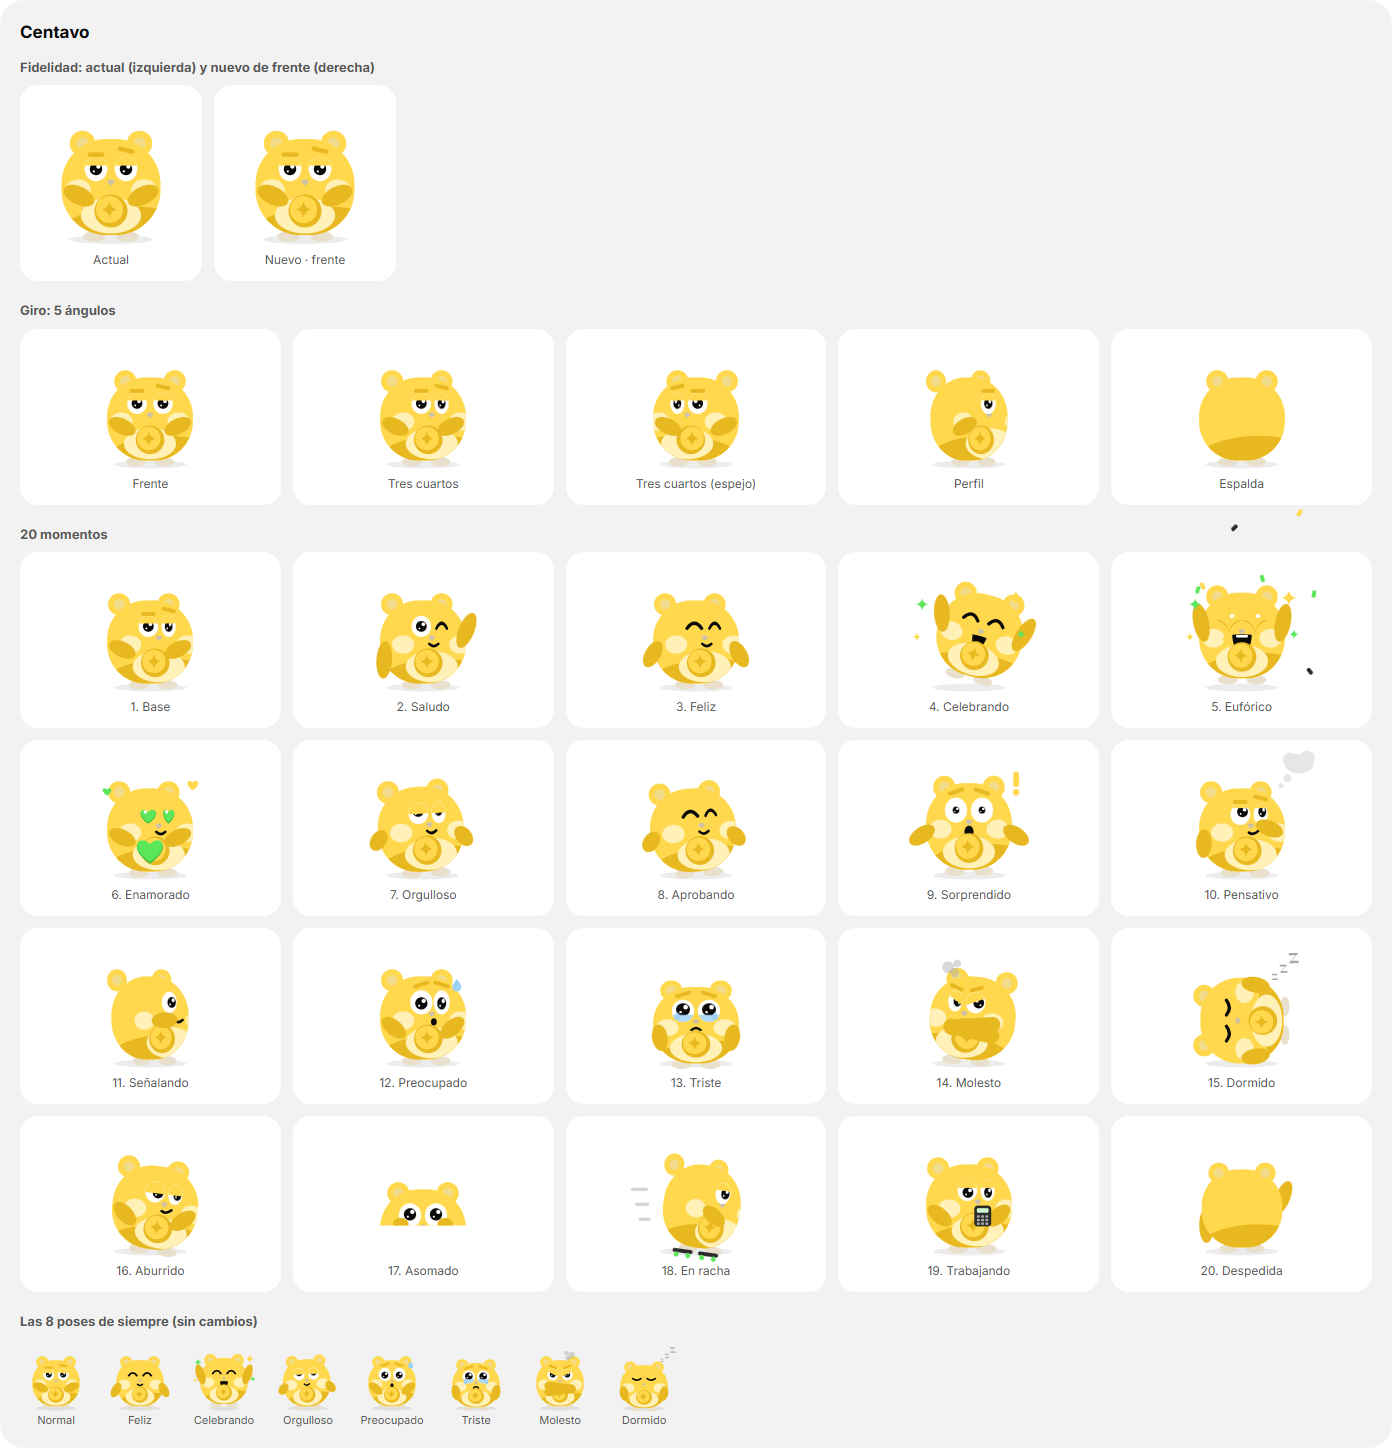 Centavo
Fidelidad: actual (izquierda) y nuevo de frente (derecha)
Actual
Nuevo · frente
Giro: 5 ángulos
Frente
Tres cuartos
Tres cuartos (espejo)
Perfil
Espalda
20 momentos
1. Base
2. Saludo
3. Feliz
4. Celebrando
5. Eufórico
6. Enamorado
7. Orgulloso
8. Aprobando
9. Sorprendido
10. Pensativo
11. Señalando
12. Preocupado
13. Triste
14. Molesto
z z Z
15. Dormido
16. Aburrido
17. Asomado
18. En racha
19. Trabajando
20. Despedida
Las 8 poses de siempre (sin cambios)
z z Z
Normal
Feliz
Celebrando
Orgulloso
Preocupado
Triste
Molesto
Dormido